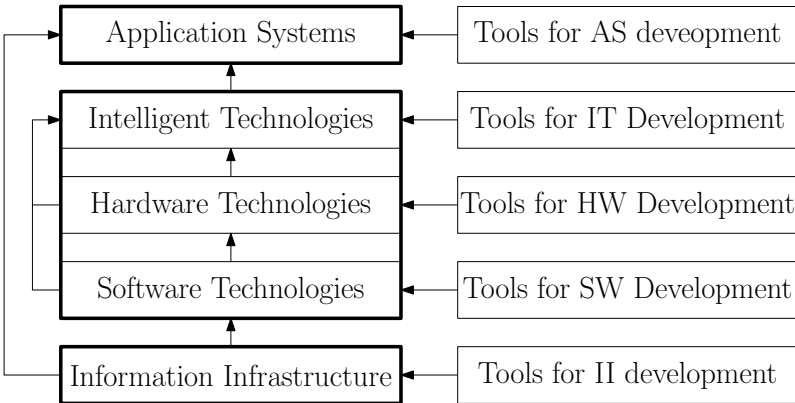 Application Systems
Tools for AS deveopment
Intelligent Technologies
Tools for IT Development
Hardware Technologies
Tools for HW Development
Software Technologies
Tools for SW Development
Information Infrastructure
Tools for II development